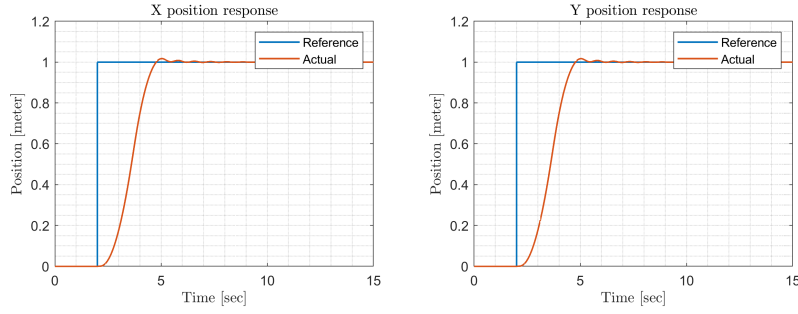 X position response
1.2
1
0.8
0.6
0.4
0.2
0
Position [meter]
Reference
Actual
0 5 10 15
Time [sec]
Y position response
1.2
1
0.8
0.6
0.4
0.2
0
Position [meter]
Reference
Actual
0 5 10 15
Time [sec]